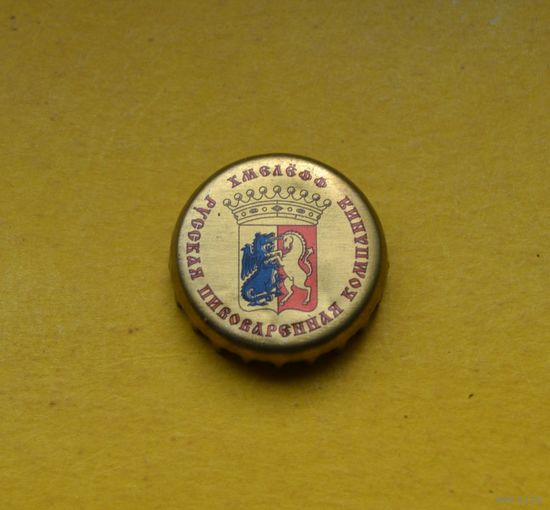 ХМЕЛЁФФ
РУССКАЯ ПИВОВАРЕННАЯ КОМПАНИЯ